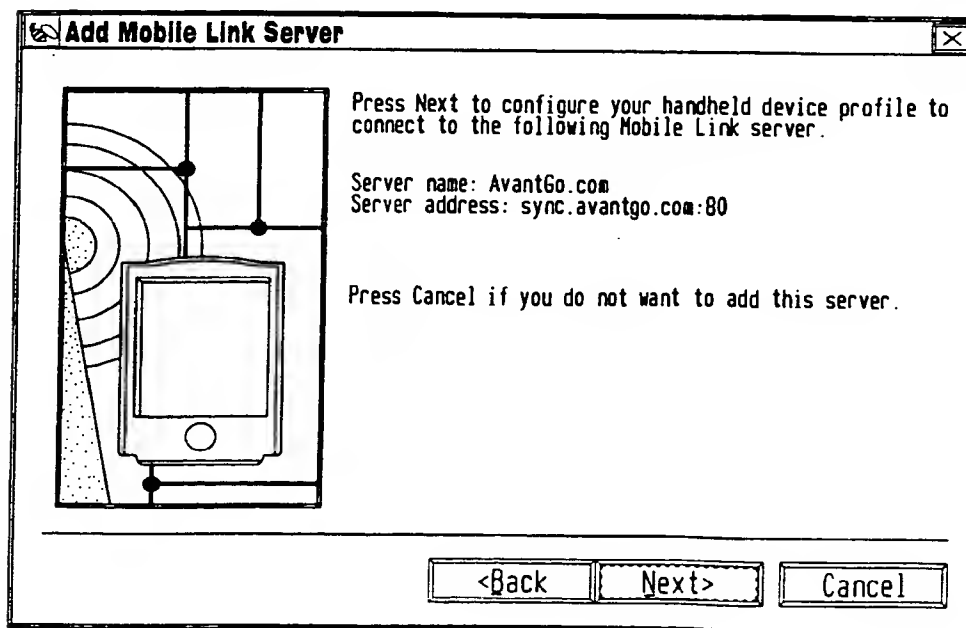 Add Mobile Link Server
Press Next to configure your handheld device profile to
connect to the following Mobile Link server.
Server name: AvantGo.com
Server address: sync.avantgo.com:80
Press Cancel if you do not want to add this server.
<Back
Next>
Cancel